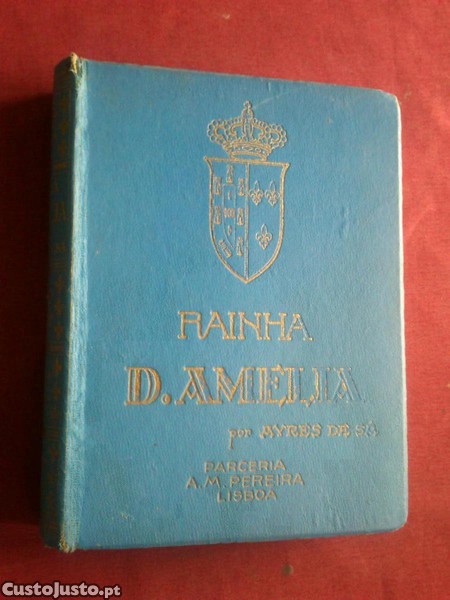 RAINHA
D. AMELIA
por AYRES DE SÁ
PARCERIA
A. M. PEREIRA
LISBOA
CustoJusto.pt